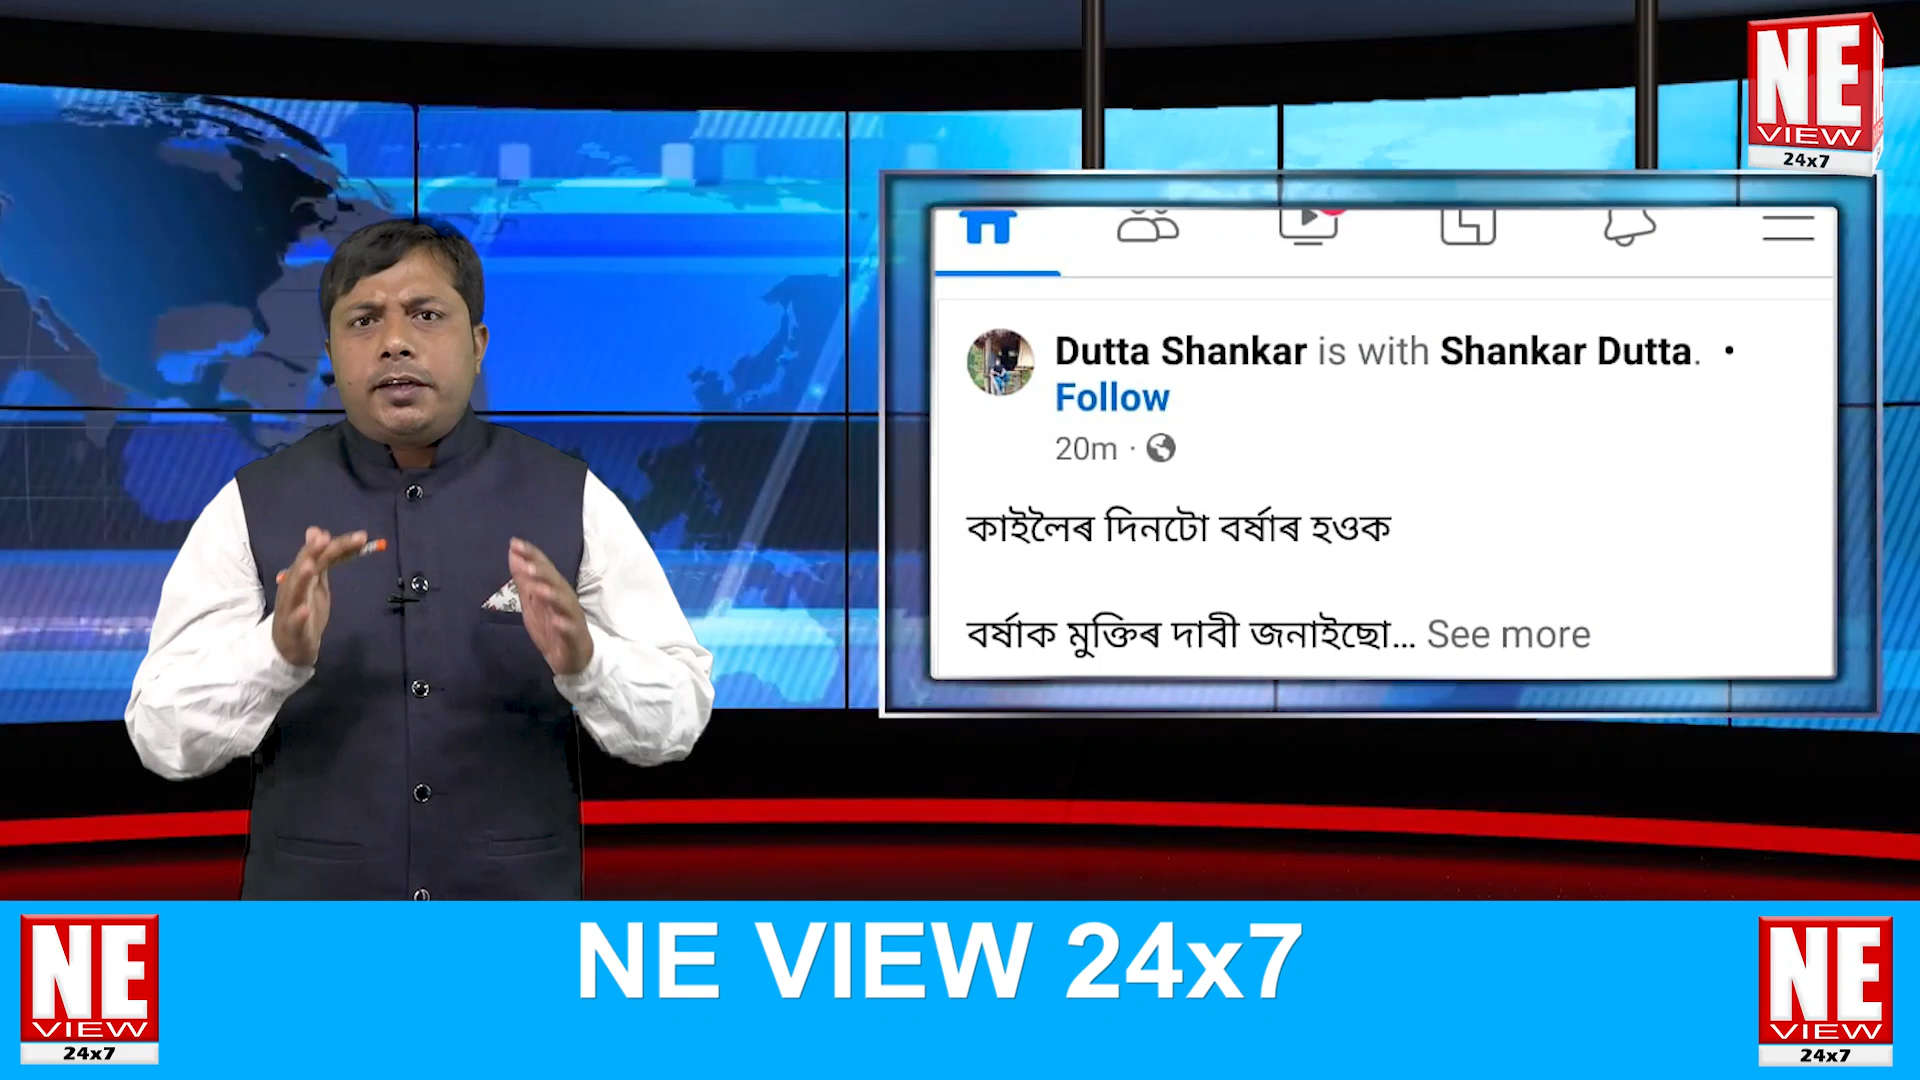 NE
VIEW
24x7
Dutta Shankar is with Shankar Dutta. •
Follow
20m ·
কাইলৈৰ দিনটো বৰ্ষাৰ হওক
বৰ্ষাক মুক্তিৰ দাবী জনাইছো... See more
NE
VIEW
24x7
NE VIEW 24x7
NE
VIEW
24x7